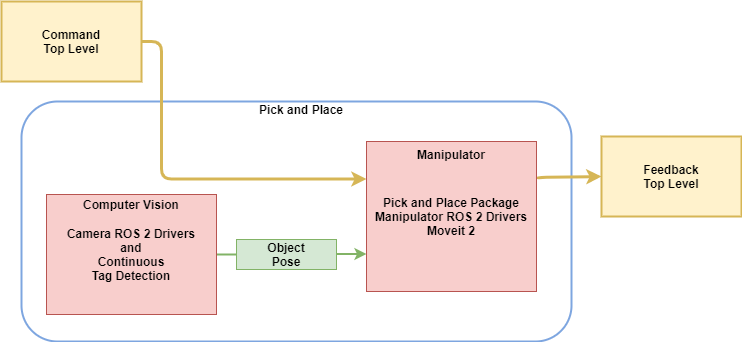 Command
Top Level
Pick and Place
Manipulator
Pick and Place Package
Manipulator ROS 2 Drivers
Moveit 2
Feedback
Top Level
Computer Vision
Camera ROS 2 Drivers
and
Continuous
Tag Detection
Object
Pose